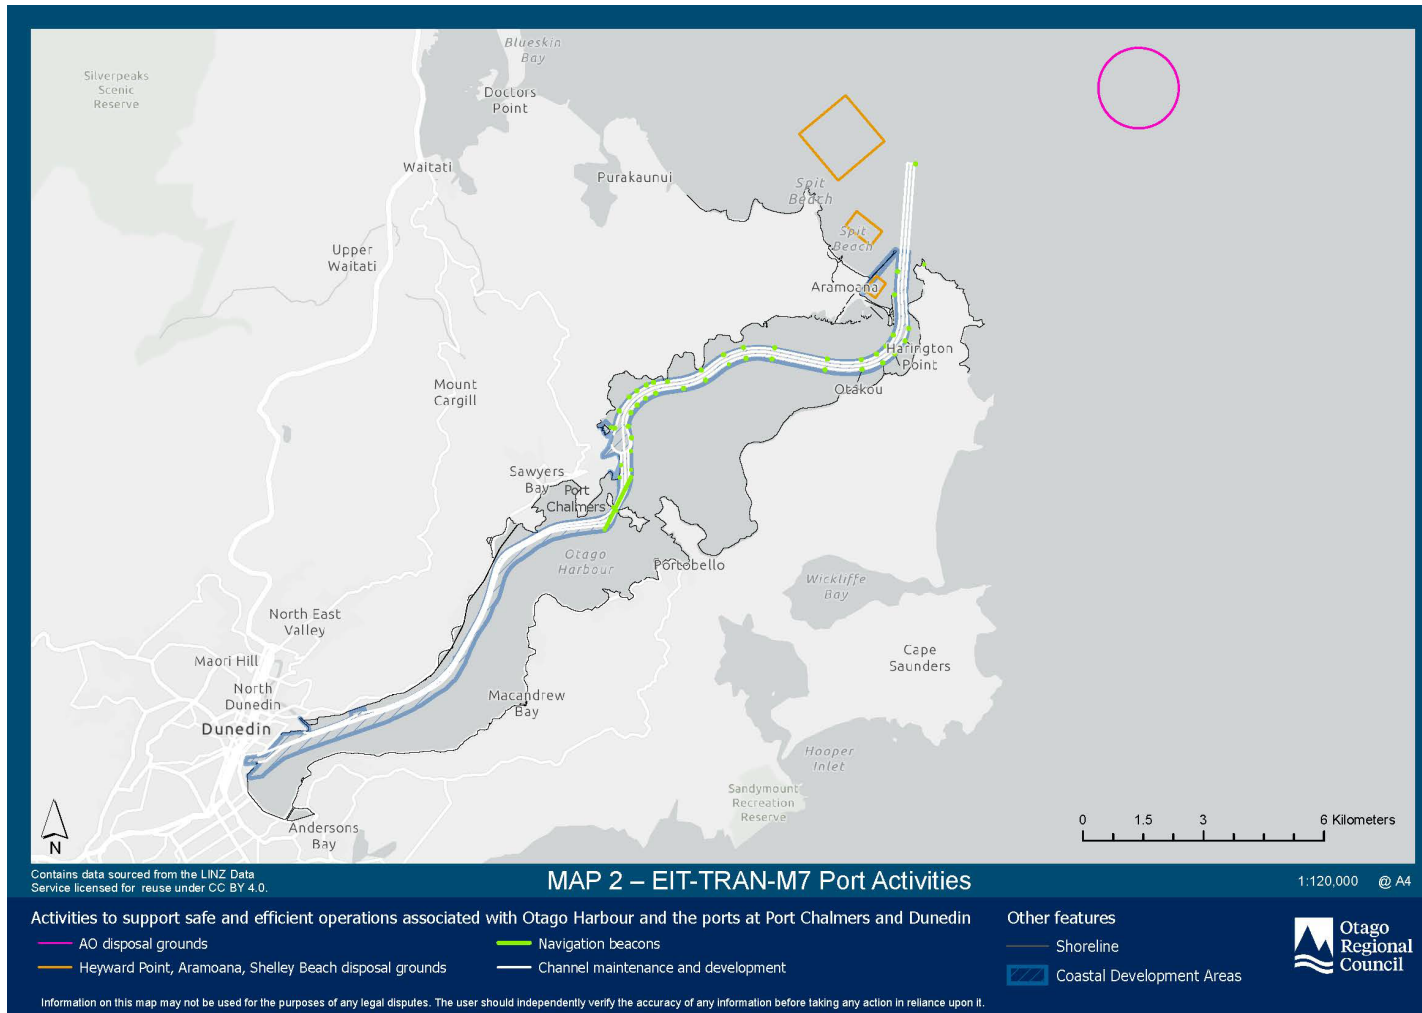 Blueskin
Bay
Silverpeaks
Scenic
Reserve
Doctors
Point
Waitati
Purakaunui
Spit
Beach
Spit
Beach
Upper
Waitati
Aramoana
Harington
Point
Otakou
Mount
Cargill
Sawyers
Bay
Port
Chalmers
Otago
Harbour
Portobello
Wickliffe
Bay
North East
Valley
Cape
Saunders
Maori Hill
North
Dunedin
Macandrew
Bay
Dunedin
Hooper
Inlet
Sandymount
Recreation
Reserve
Andersons
Bay
N
0 1.5 3 6 Kilometers
Contains data sourced from the LINZ Data
Service licensed for reuse under CC BY 4.0.
MAP 2 – EIT-TRAN-M7 Port Activities
1:120,000 @ A4
Activities to support safe and efficient operations associated with Otago Harbour and the ports at Port Chalmers and Dunedin
AO disposal grounds
Heyward Point, Aramoana, Shelley Beach disposal grounds
Navigation beacons
Channel maintenance and development
Other features
Shoreline
Coastal Development Areas
Otago
Regional
Council
Information on this map may not be used for the purposes of any legal disputes. The user should independently verify the accuracy of any information before taking any action in reliance upon it.